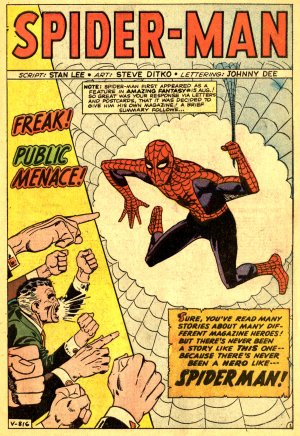 SPIDER-MAN
SCRIPT: STAN LEE • ART: STEVE DITKO • LETTERING: JOHNNY DEE
NOTE: SPIDER-MAN FIRST APPEARED AS A
FEATURE IN AMAZING FANTASY #15 AUG.!
SO GREAT WAS YOUR RESPONSE VIA LETTERS
AND POSTCARDS, THAT IT WAS DECIDED TO
GIVE HIM HIS OWN MAGAZINE! A BRIEF
SUMMARY FOLLOWS...
FREAK!
PUBLIC
MENACE!
SURE, YOU'VE READ MANY
STORIES ABOUT MANY DIF-
FERENT MAGAZINE HEROES!
BUT THERE'S NEVER BEEN
A STORY LIKE THIS ONE--
BECAUSE THERE'S NEVER
BEEN A HERO LIKE--
SPIDERMAN!
V-816
1